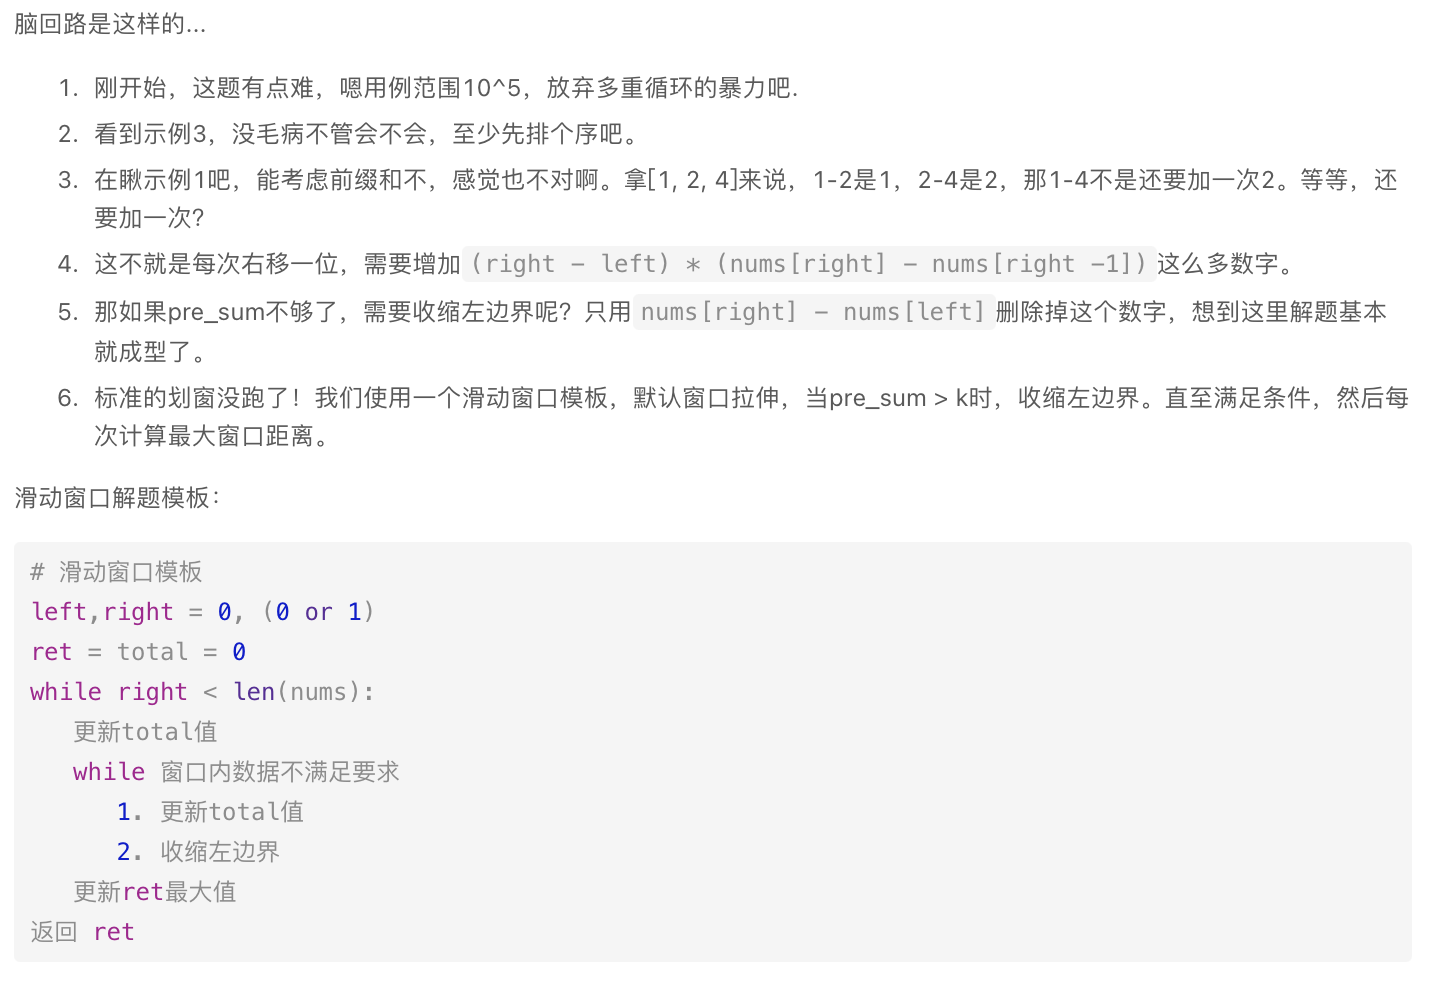 脑回路是这样的...
1. 刚开始，这题有点难，嗯用例范围10^5，放弃多重循环的暴力吧.
2. 看到示例3，没毛病不管会不会，至少先排个序吧。
3. 在瞅示例1吧，能考虑前缀和不，感觉也不对啊。拿[1, 2, 4]来说，1-2是1，2-4是2，那1-4不是还要加一次2。等等，还
要加一次?
4. 这不就是每次右移一位，需要增加(right - left) * (nums[right] - nums[right -1])这么多数字。
5. 那如果pre_sum不够了，需要收缩左边界呢？只用nums[right] - nums[left]删除掉这个数字，想到这里解题基本
就成型了。
6. 标准的划窗没跑了！我们使用一个滑动窗口模板，默认窗口拉伸，当pre_sum > k时，收缩左边界。直至满足条件，然后每
次计算最大窗口距离。
滑动窗口解题模板：
# 滑动窗口模板
left,right = 0, (0 or 1)
ret = total = 0
while right < len(nums):
更新total值
while 窗口内数据不满足要求
1. 更新total值
2. 收缩左边界
更新ret最大值
返回 ret